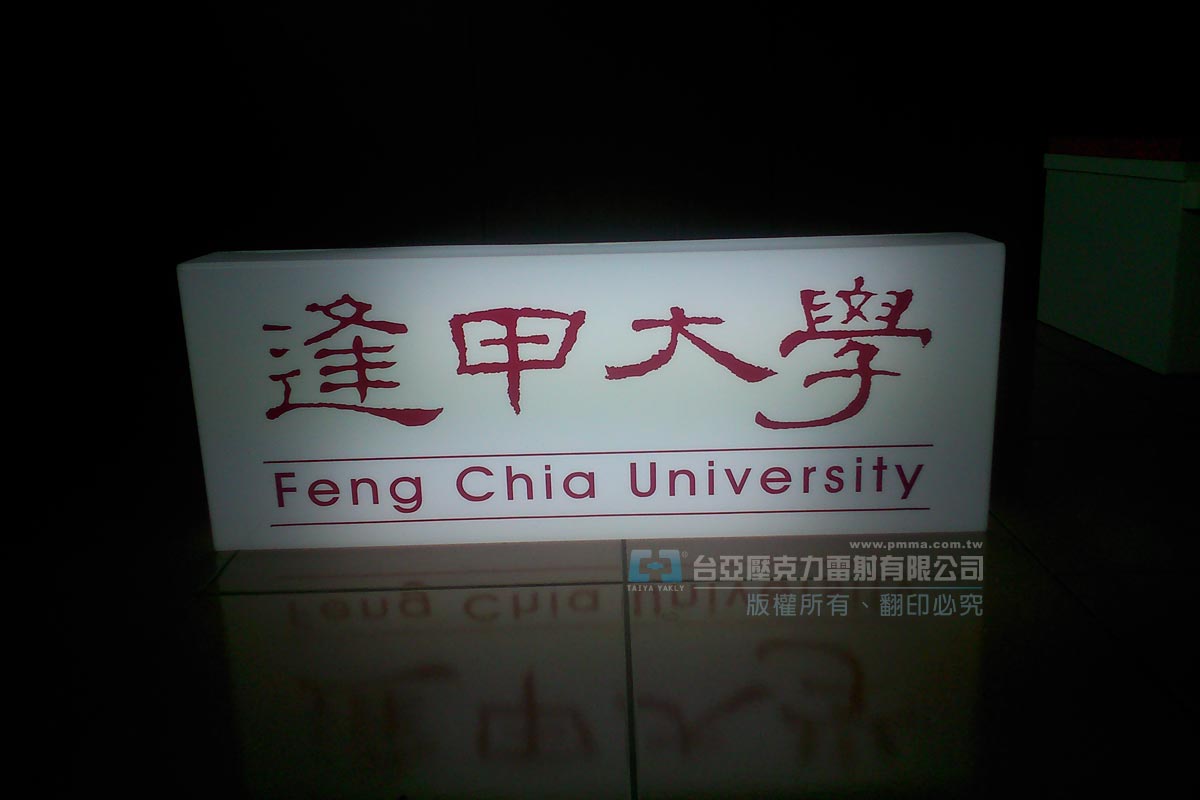 逢甲大學
Feng Chia University
www.pmma.com.tw
台亞壓克力雷射有限公司
TAIYA YAKLY
版權所有、翻印必究